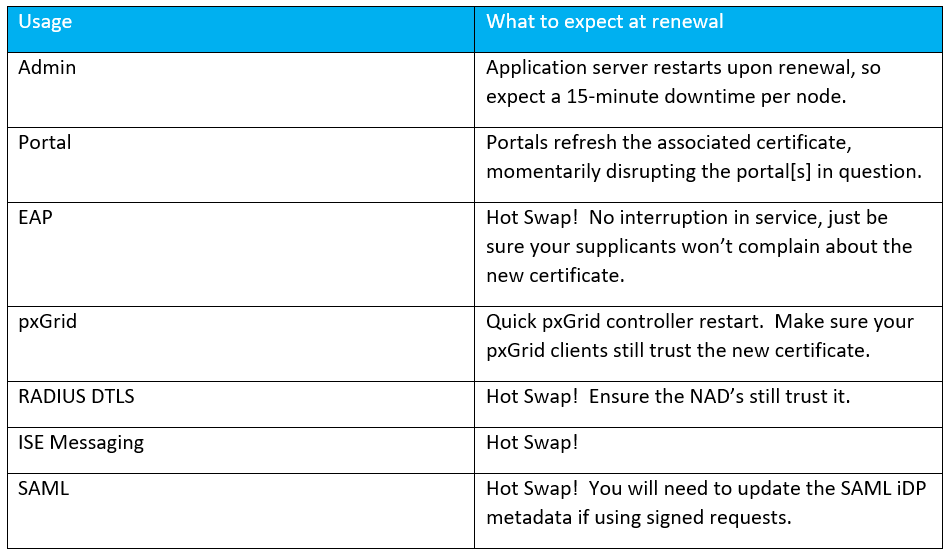 Usage
What to expect at renewal
Admin
Application server restarts upon renewal, so
expect a 15-minute downtime per node.
Portal
Portals refresh the associated certificate,
momentarily disrupting the portal[s] in question.
EAP
Hot Swap!  No interruption in service, just be
sure your supplicants won’t complain about the
new certificate.
pxGrid
Quick pxGrid controller restart.  Make sure your
pxGrid clients still trust the new certificate.
RADIUS DTLS
Hot Swap!  Ensure the NAD’s still trust it.
ISE Messaging
Hot Swap!
SAML
Hot Swap!  You will need to update the SAML iDP
metadata if using signed requests.